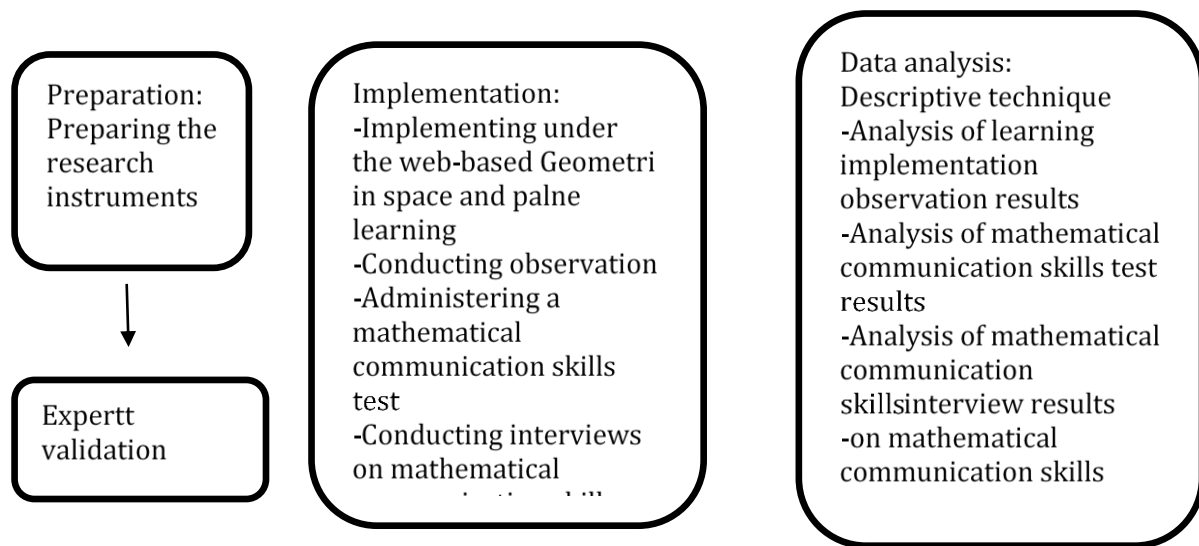 Preparation:
Preparing the
research
instruments
Expertt
validation
Implementation:
-Implementing under
the web-based Geometri
in space and palne
learning
-Conducting observation
-Administering a
mathematical
communication skills
test
-Conducting interviews
on mathematical
Data analysis:
Descriptive technique
-Analysis of learning
implementation
observation results
-Analysis of mathematical
communication skills test
results
-Analysis of mathematical
communication
skillsinterview results
-on mathematical
communication skills